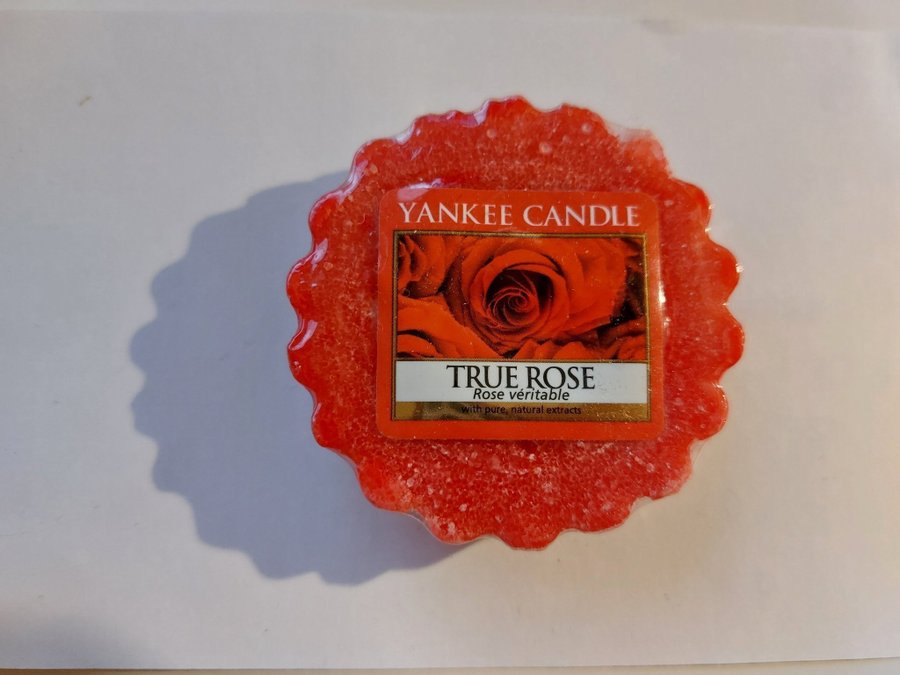 YANKEE CANDLE
TRUE ROSE
Rose véritable
with pure, natural extracts